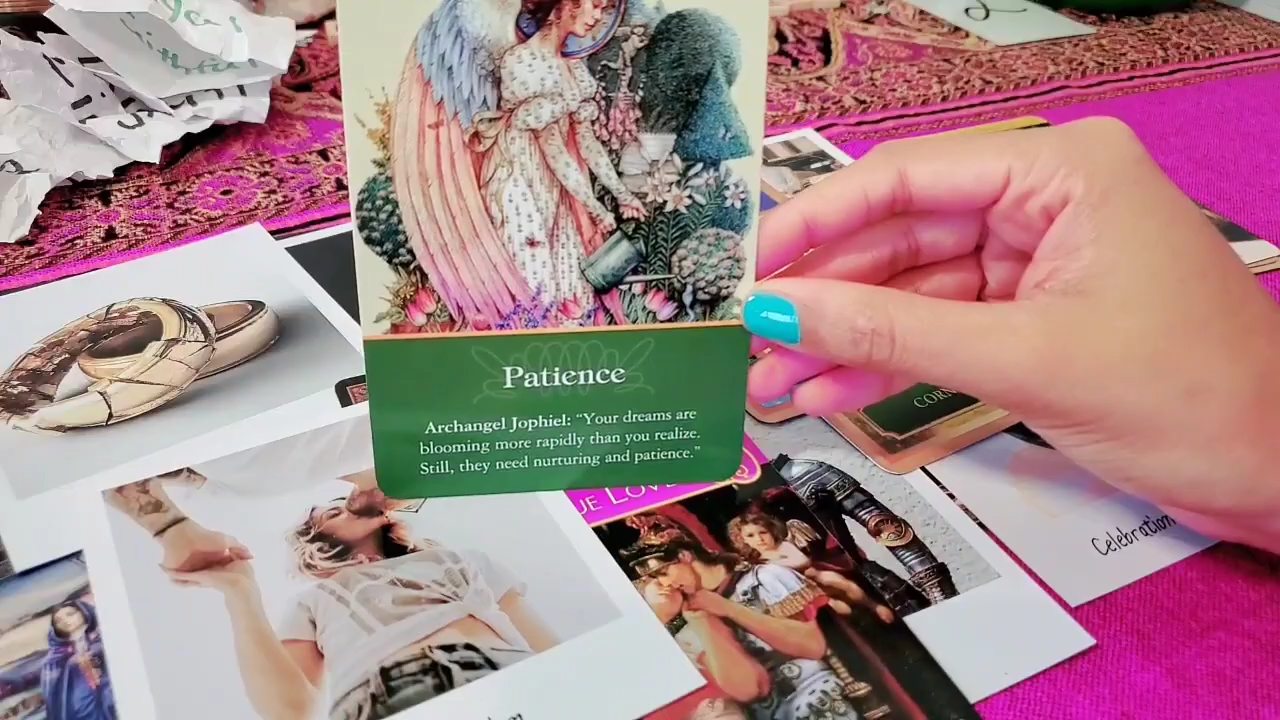 Patience
Archangel Jophiel: “Your dreams are
blooming more rapidly than you realize.
Still, they need nurturing and patience.”
UE LOVE
CORN
Celebration